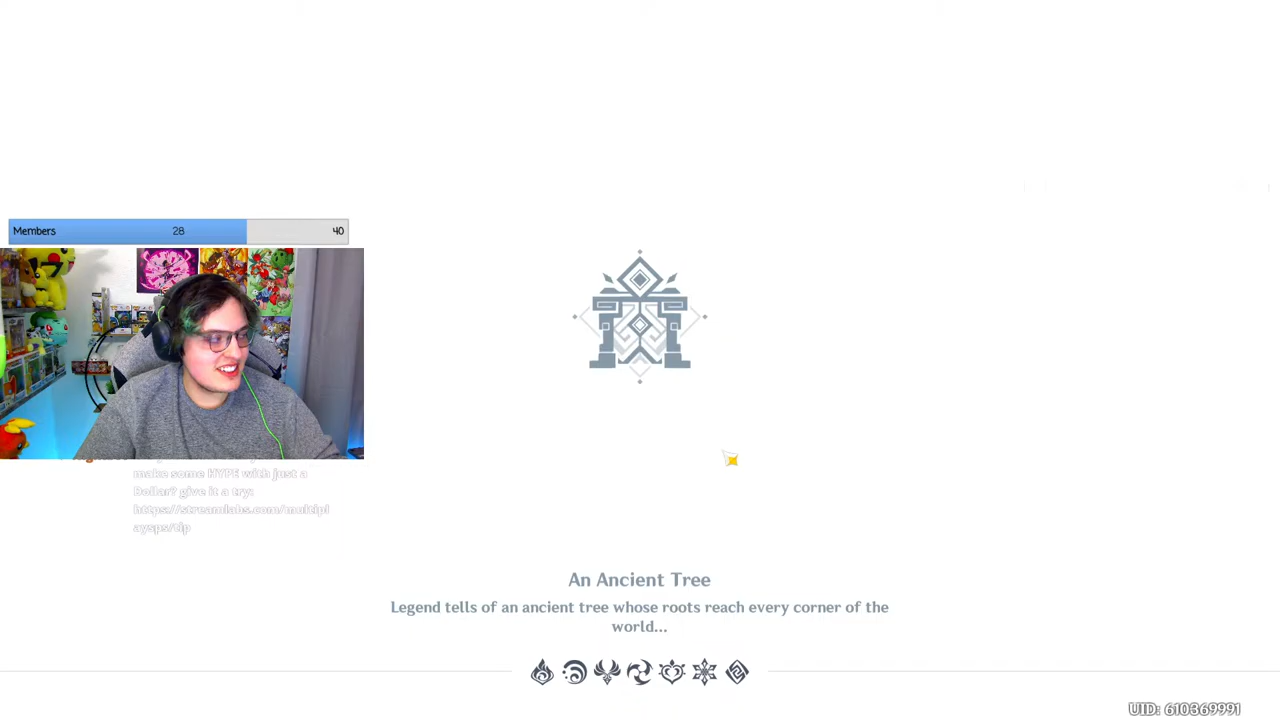 Members 28 40
make some HYPE with just a
Dollar? give it a try:
https://streamlabs.com/multipl
aysps/tip
An Ancient Tree
Legend tells of an ancient tree whose roots reach every corner of the
world...
UID: 610369991